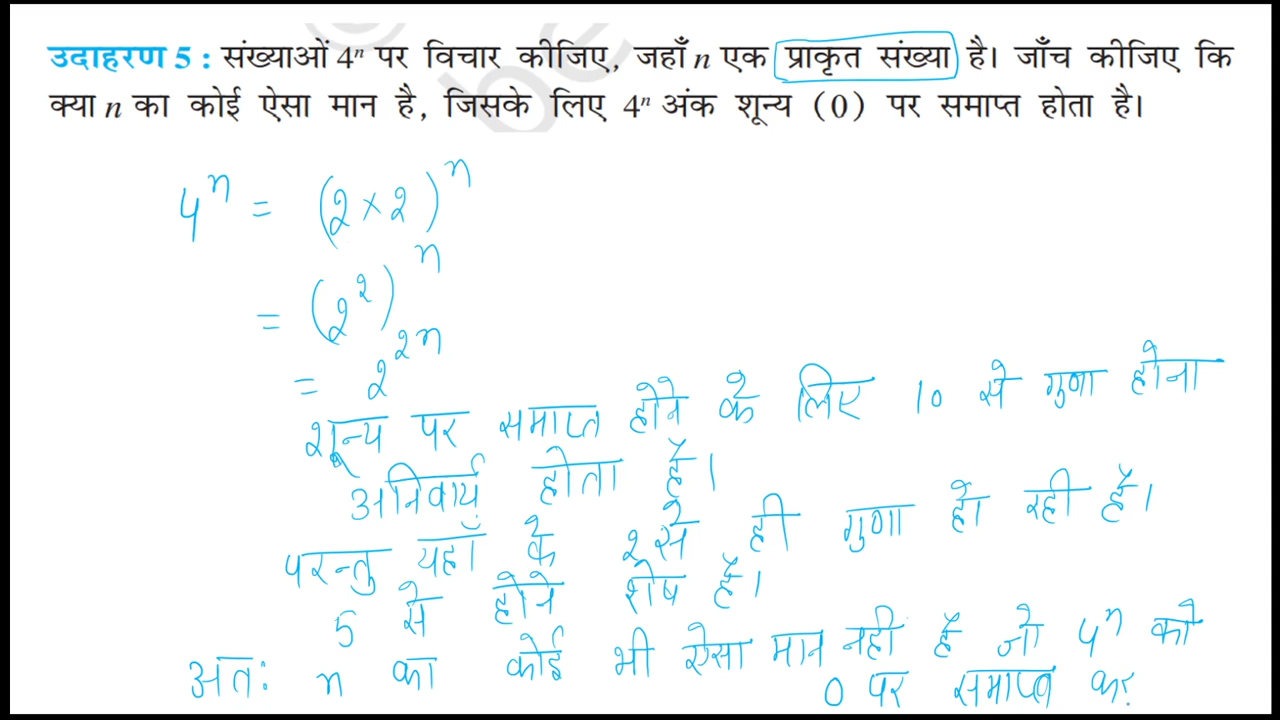 उदाहरण 5 : संख्याओं 4ⁿ पर विचार कीजिए, जहाँ n एक प्राकृत संख्या है। जाँच कीजिए कि
क्या n का कोई ऐसा मान है, जिसके लिए 4ⁿ अंक शून्य (0) पर समाप्त होता है।
4ⁿ = (2 × 2)ⁿ
= (2²)ⁿ
= 2²ⁿ
शून्य पर समाप्त होने के लिए 10 से गुणा होना
अनिवार्य होता है।
परन्तु यहाँ के 2 से ही गुणा हो रही है।
5 से होने शेष है।
अतः n का कोई भी ऐसा मान नहीं है जो 4ⁿ को
0 पर समाप्त कर